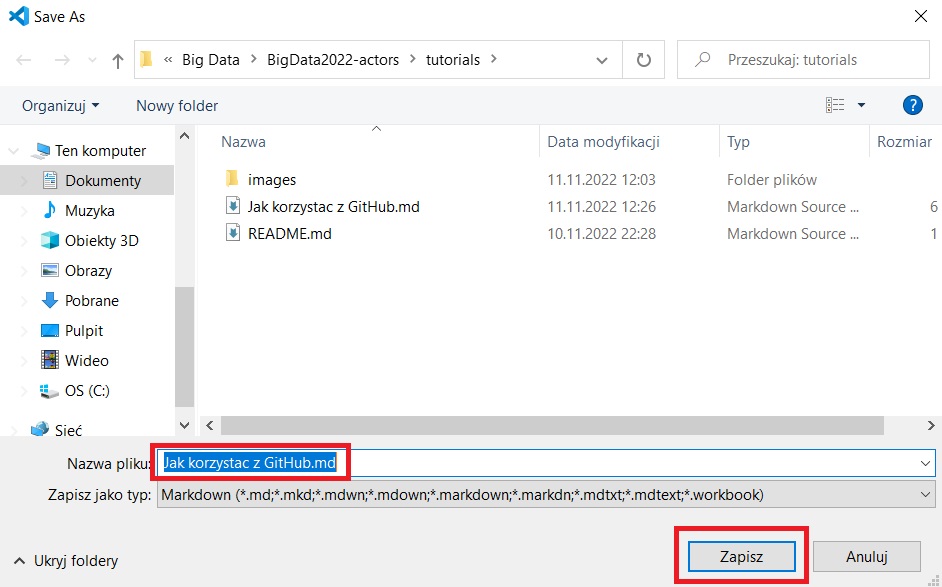 Save As
« Big Data > BigData2022-actors > tutorials >
Przeszukaj: tutorials
Organizuj
Nowy folder
?
Ten komputer
Dokumenty
Muzyka
Obiekty 3D
Obrazy
Pobrane
Pulpit
Wideo
OS (C:)
Sieć
Nazwa Data modyfikacji Typ Rozmiar
images 11.11.2022 12:03 Folder plików
Jak korzystac z GitHub.md 11.11.2022 12:26 Markdown Source ... 6
README.md 10.11.2022 22:28 Markdown Source ... 1
Nazwa pliku: Jak korzystac z GitHub.md
Zapisz jako typ: Markdown (*.md;*.mkd;*.mdwn;*.mdown;*.markdown;*.markdn;*.mdtxt;*.mdtext;*.workbook)
Ukryj foldery
Zapisz
Anuluj